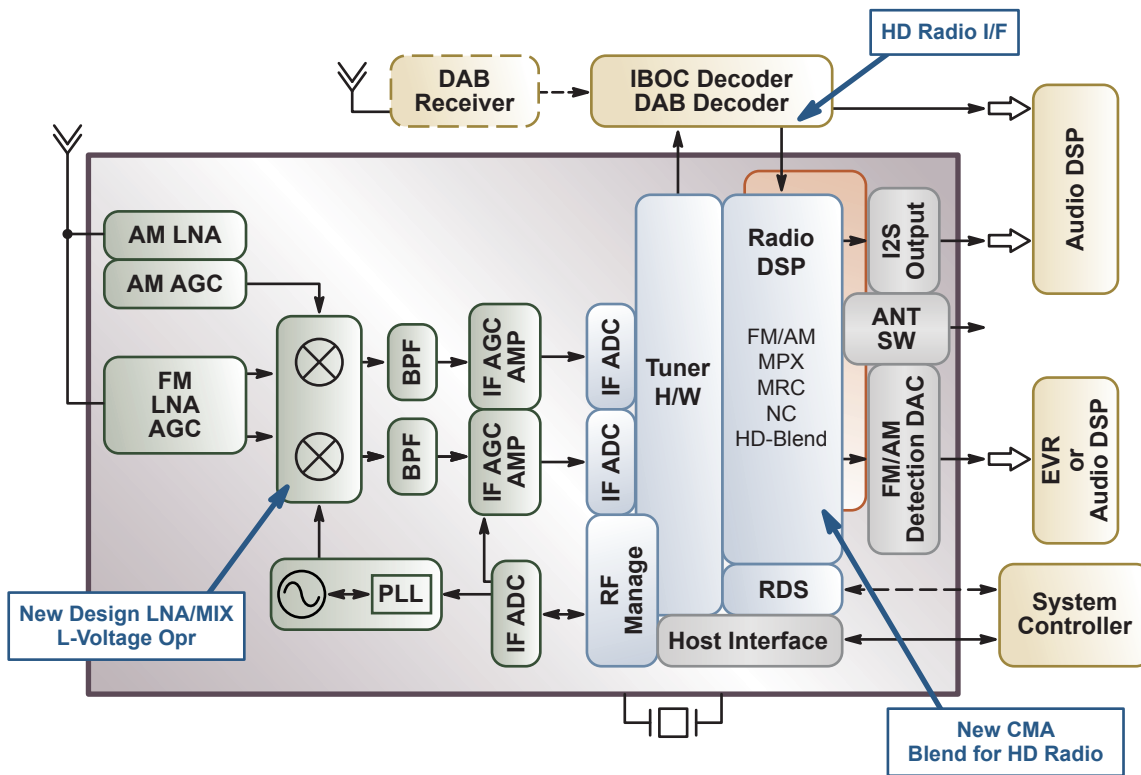 HD Radio I/F
DAB
Receiver
IBOC Decoder
DAB Decoder
Audio DSP
AM LNA
AM AGC
FM
LNA
AGC
BPF
BPF
IF AGC
AMP
IF AGC
AMP
IF ADC
IF ADC
Tuner
H/W
Radio
DSP
FM/AM
MPX
MRC
NC
HD-Blend
I2S
Output
ANT
SW
FM/AM
Detection DAC
EVR
or
Audio DSP
PLL
IF ADC
RF
Manage
RDS
Host Interface
System
Controller
New Design LNA/MIX
L-Voltage Opr
New CMA
Blend for HD Radio